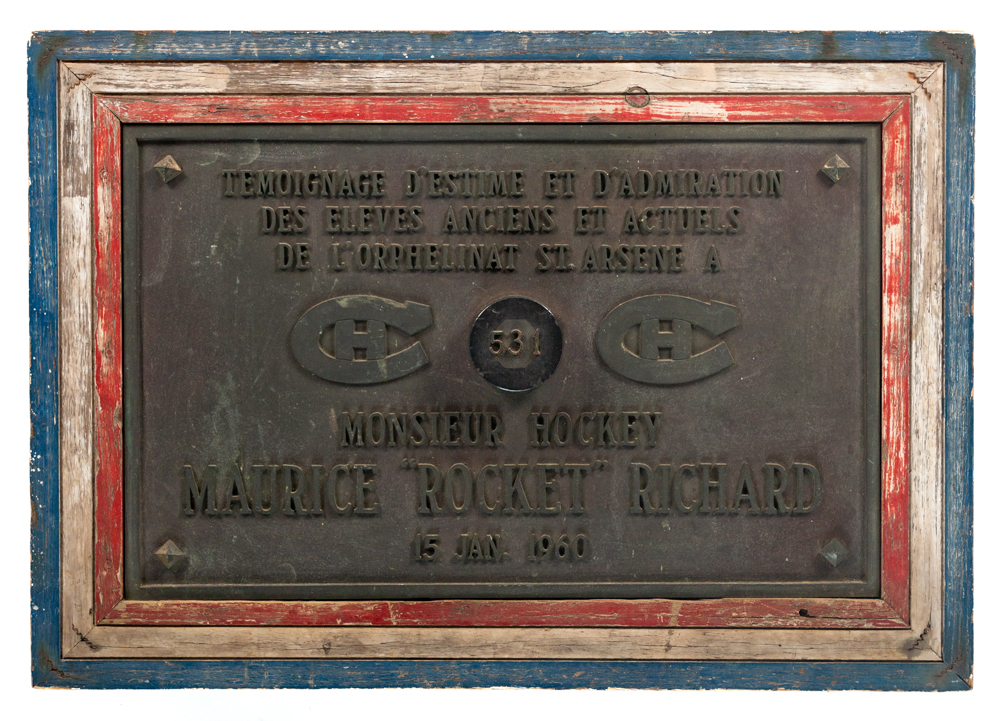 TEMOIGNAGE D'ESTIME ET D'ADMIRATION
DES ELEVES ANCIENS ET ACTUELS
DE L'ORPHELINAT ST. ARSENE A
CH 531 CH
MONSIEUR HOCKEY
MAURICE "ROCKET" RICHARD
15 JAN. 1960